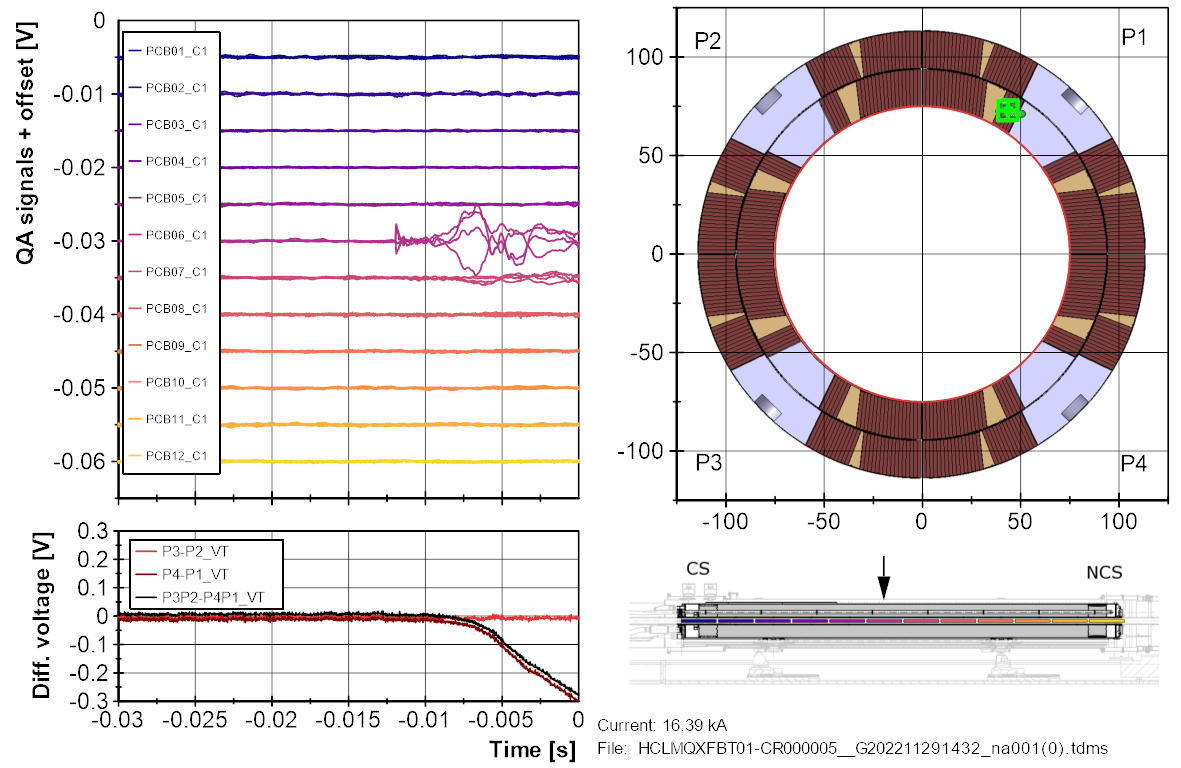 QA signals + offset [V]
0
-0.01
-0.02
-0.03
-0.04
-0.05
-0.06
PCB01_C1
PCB02_C1
PCB03_C1
PCB04_C1
PCB05_C1
PCB06_C1
PCB07_C1
PCB08_C1
PCB09_C1
PCB10_C1
PCB11_C1
PCB12_C1
P2
P1
P3
P4
100
50
0
-50
-100
-100
-50
0
50
100
Diff. voltage [V]
0.3
0.2
0.1
0
-0.1
-0.2
-0.3
P3-P2_VT
P4-P1_VT
P3P2-P4P1_VT
-0.03
-0.025
-0.02
-0.015
-0.01
-0.005
0
Time [s]
CS
NCS
Current: 16.39 kA
File: HCLMQXFBT01-CR000005__G202211291432_na001(0).tdms